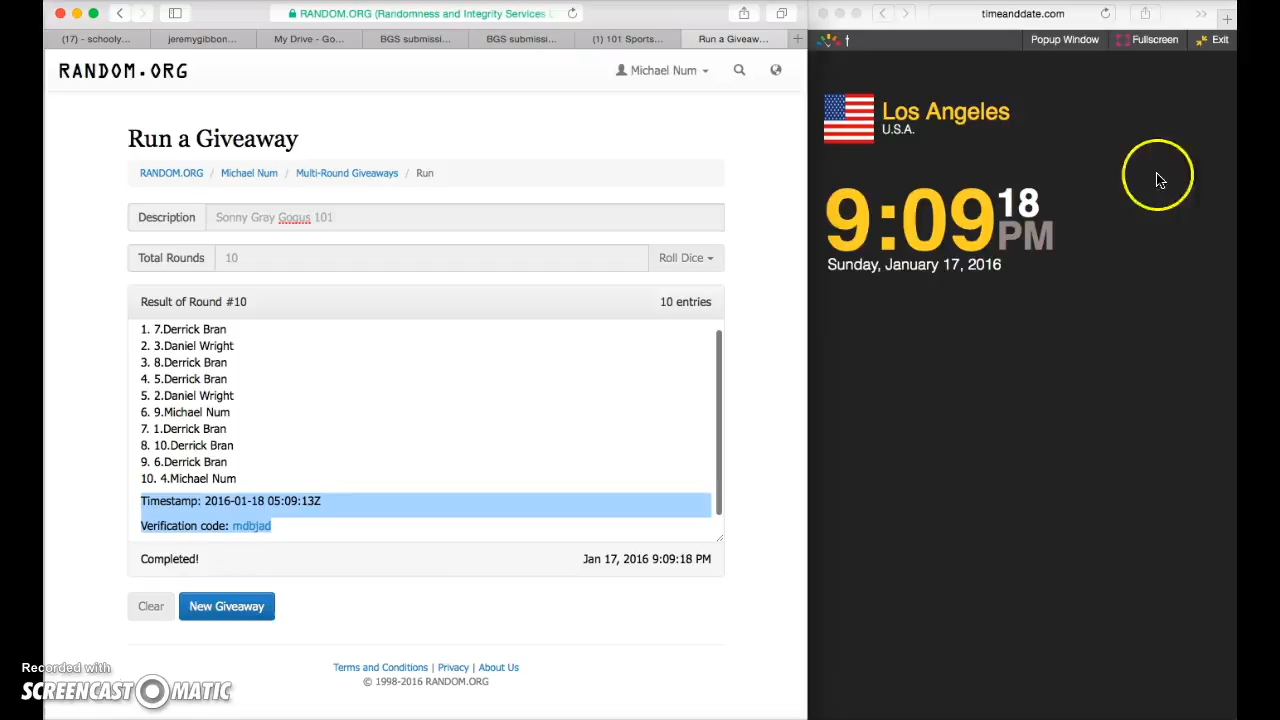 RANDOM.ORG (Randomness and Integrity Services
timeanddate.com
(17) - schooly...
jeremygibbon...
My Drive - Go...
BGS submissi...
BGS submissi...
(1) 101 Sports...
Run a Giveaw...
Popup Window
Fullscreen
Exit
RANDOM.ORG
Michael Num
Run a Giveaway
RANDOM.ORG / Michael Num / Multi-Round Giveaways / Run
Description Sonny Gray Gogus 101
Total Rounds 10 Roll Dice
Result of Round #10 10 entries
1. 7.Derrick Bran
2. 3.Daniel Wright
3. 8.Derrick Bran
4. 5.Derrick Bran
5. 2.Daniel Wright
6. 9.Michael Num
7. 1.Derrick Bran
8. 10.Derrick Bran
9. 6.Derrick Bran
10. 4.Michael Num
Timestamp: 2016-01-18 05:09:13Z
Verification code: mdbjad
Completed! Jan 17, 2016 9:09:18 PM
Clear New Giveaway
Terms and Conditions | Privacy | About Us
© 1998-2016 RANDOM.ORG
Los Angeles
U.S.A.
9:09 18 PM
Sunday, January 17, 2016
Recorded with
SCREENCAST-O-MATIC